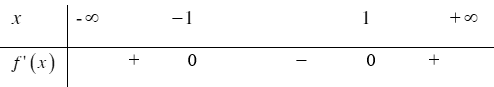 x -∞ −1 1 +∞
f'(x) + 0 − 0 +